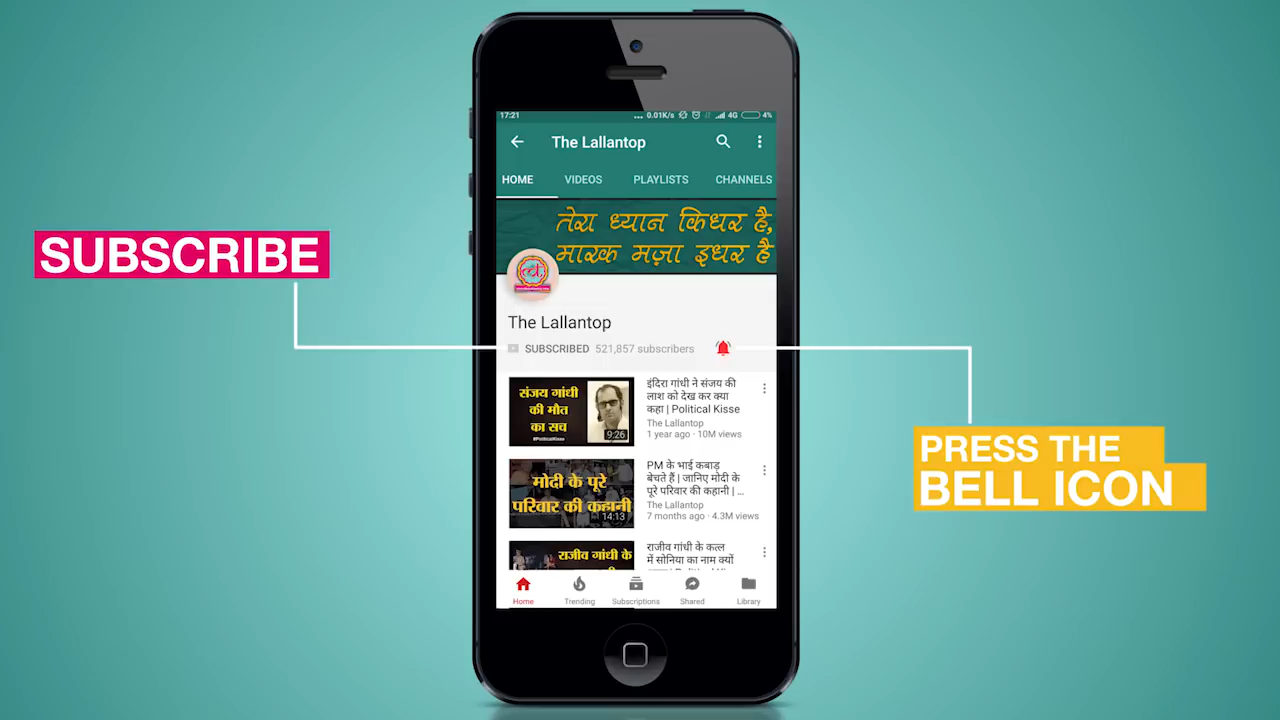 17:21 ... 0.01K/s 4G 4%
The Lallantop
HOME VIDEOS PLAYLISTS CHANNELS
तेरा ध्यान किधर है,
मारक मज़ा इधर है
SUBSCRIBE
The Lallantop
SUBSCRIBED 521,857 subscribers
संजय गांधी
की मौत
का सच
#PoliticalKisse
9:26
इंदिरा गांधी ने संजय की
लाश को देख कर क्या
कहा | Political Kisse
The Lallantop
1 year ago · 10M views
PRESS THE
BELL ICON
मोदी के पूरे
परिवार की कहानी
14:13
PM के भाई कबाड़
बेचते हैं | जानिए मोदी के
पूरे परिवार की कहानी | ...
The Lallantop
7 months ago · 4.3M views
राजीव गांधी के
राजीव गांधी के कत्ल
में सोनिया का नाम क्यों
Home Trending Subscriptions Shared Library